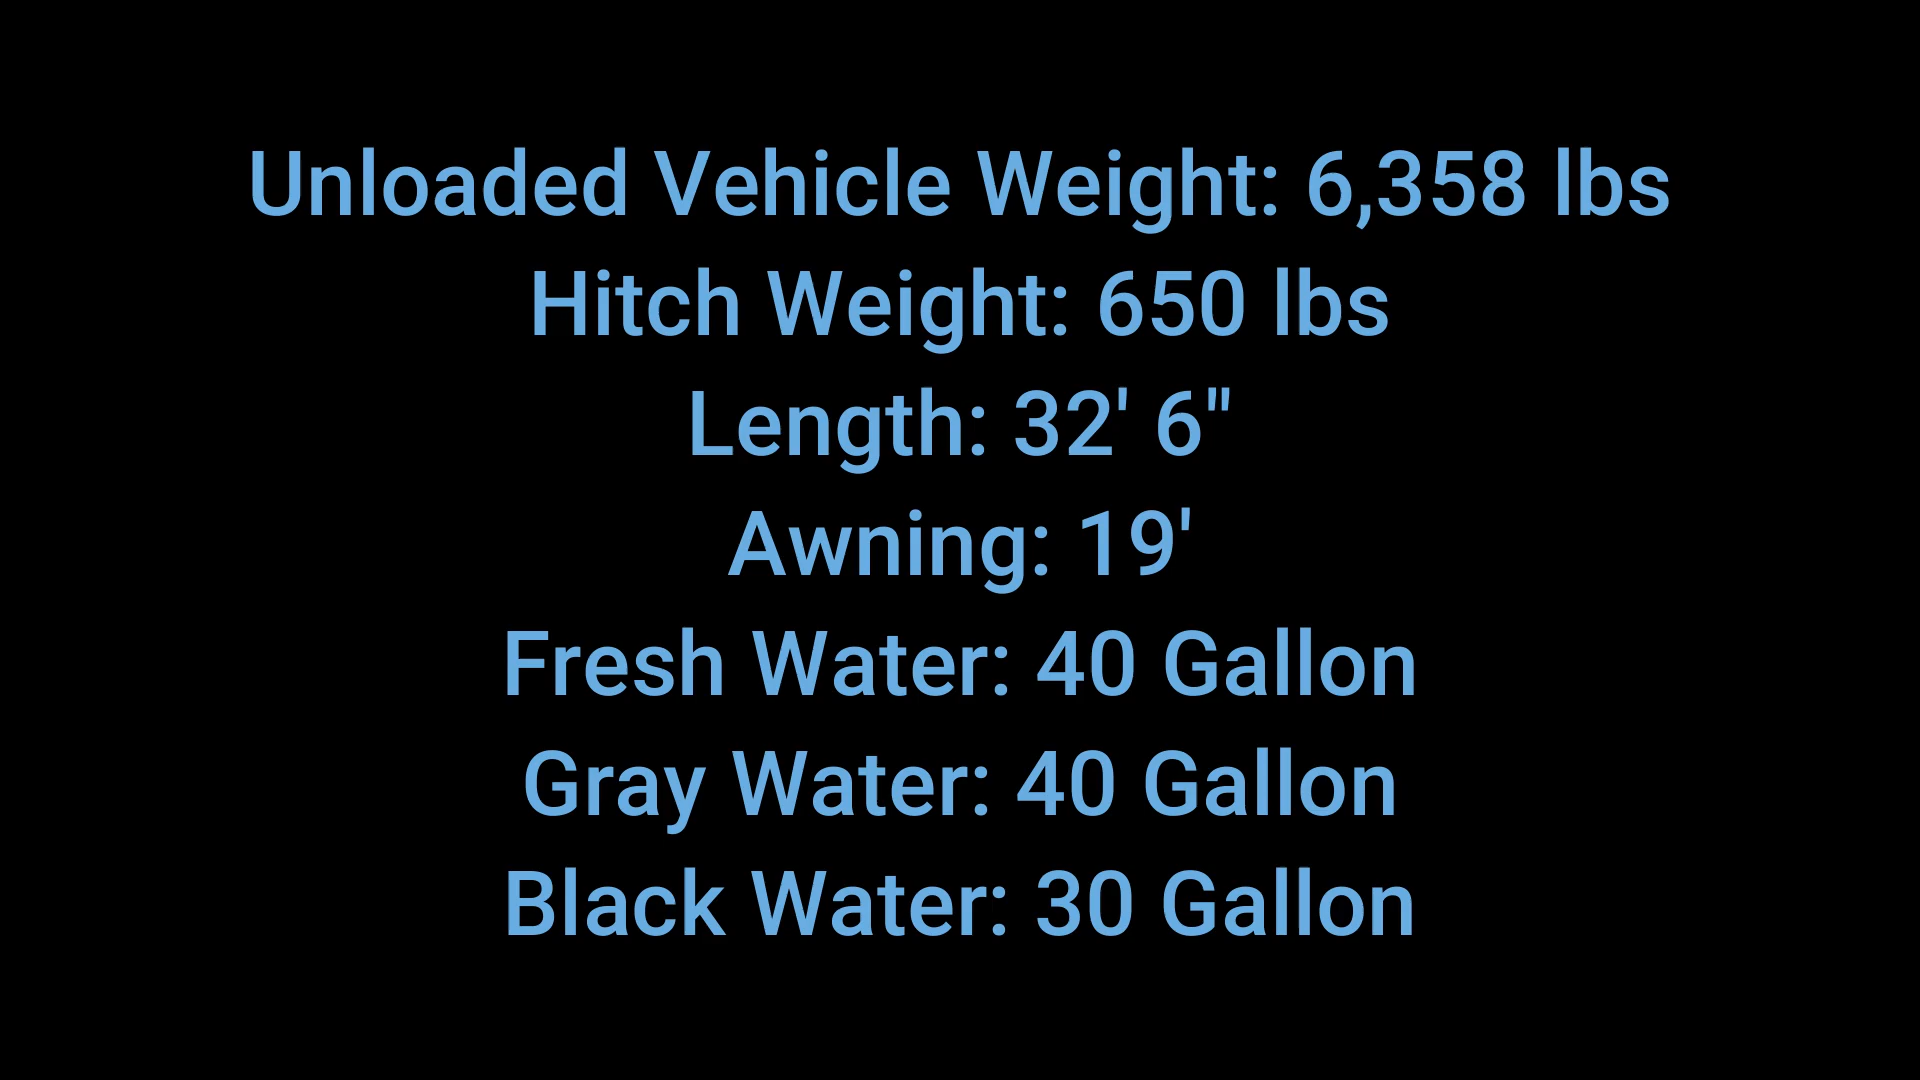 Unloaded Vehicle Weight: 6,358 lbs
Hitch Weight: 650 lbs
Length: 32' 6"
Awning: 19'
Fresh Water: 40 Gallon
Gray Water: 40 Gallon
Black Water: 30 Gallon